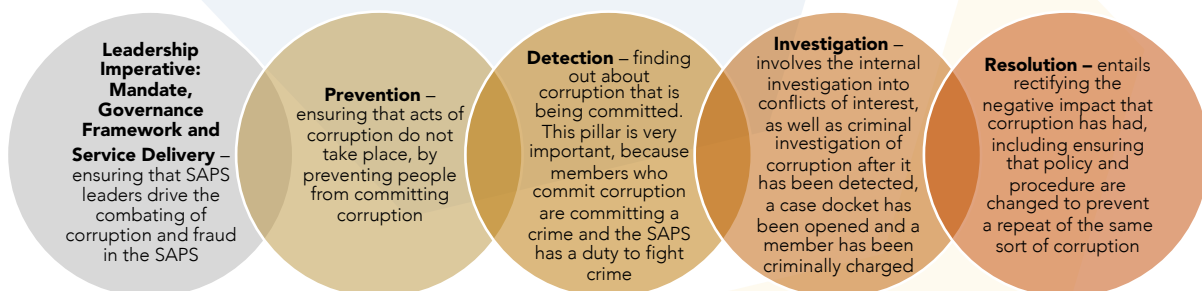 Leadership
Imperative:
Mandate,
Governance
Framework and
Service Delivery –
ensuring that SAPS
leaders drive the
combating of
corruption and fraud
in the SAPS
Prevention –
ensuring that acts of
corruption do not
take place, by
preventing people
from committing
corruption
Detection – finding
out about
corruption that is
being committed.
This pillar is very
important, because
members who
commit corruption
are committing a
crime and the SAPS
has a duty to fight
crime
Investigation –
involves the internal
investigation into
conflicts of interest,
as well as criminal
investigation of
corruption after it
has been detected,
a case docket has
been opened and a
member has been
criminally charged
Resolution – entails
rectifying the
negative impact that
corruption has had,
including ensuring
that policy and
procedure are
changed to prevent
a repeat of the same
sort of corruption